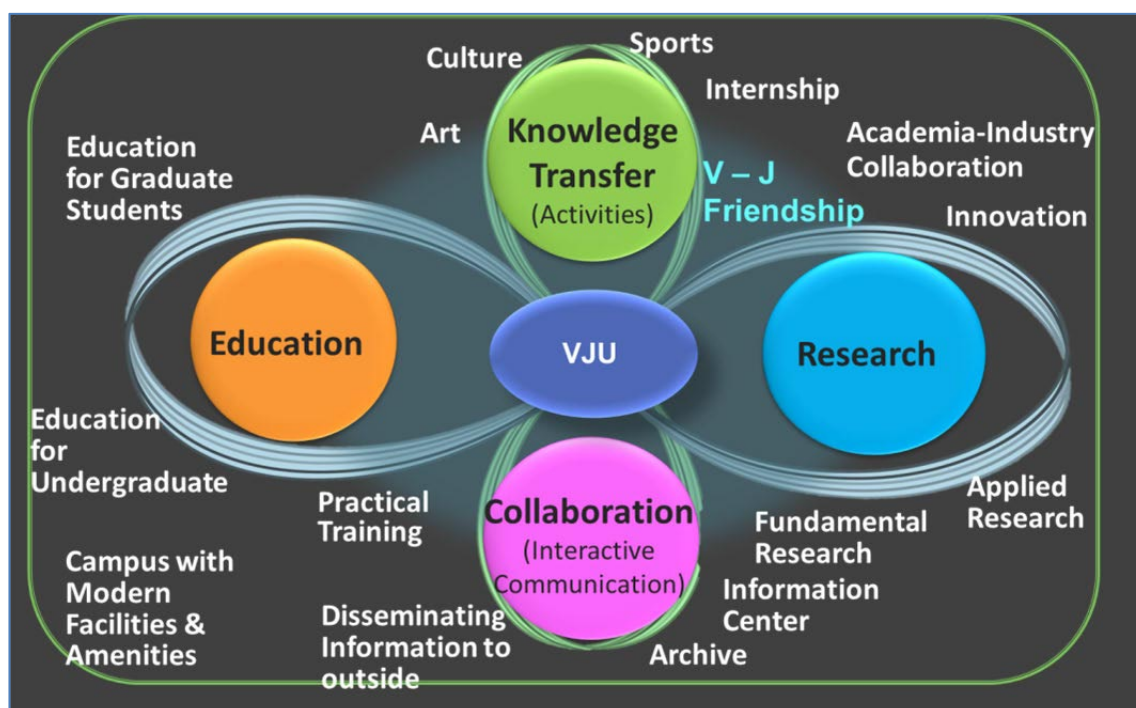 Culture
Sports
Art
Internship
Knowledge
Transfer
(Activities)
V – J
Friendship
Academia-Industry
Collaboration
Innovation
Education
for Graduate
Students
Education
VJU
Research
Education
for
Undergraduate
Practical
Training
Collaboration
(Interactive
Communication)
Fundamental
Research
Applied
Research
Campus with
Modern
Facilities &
Amenities
Disseminating
Information to
outside
Information
Center
Archive